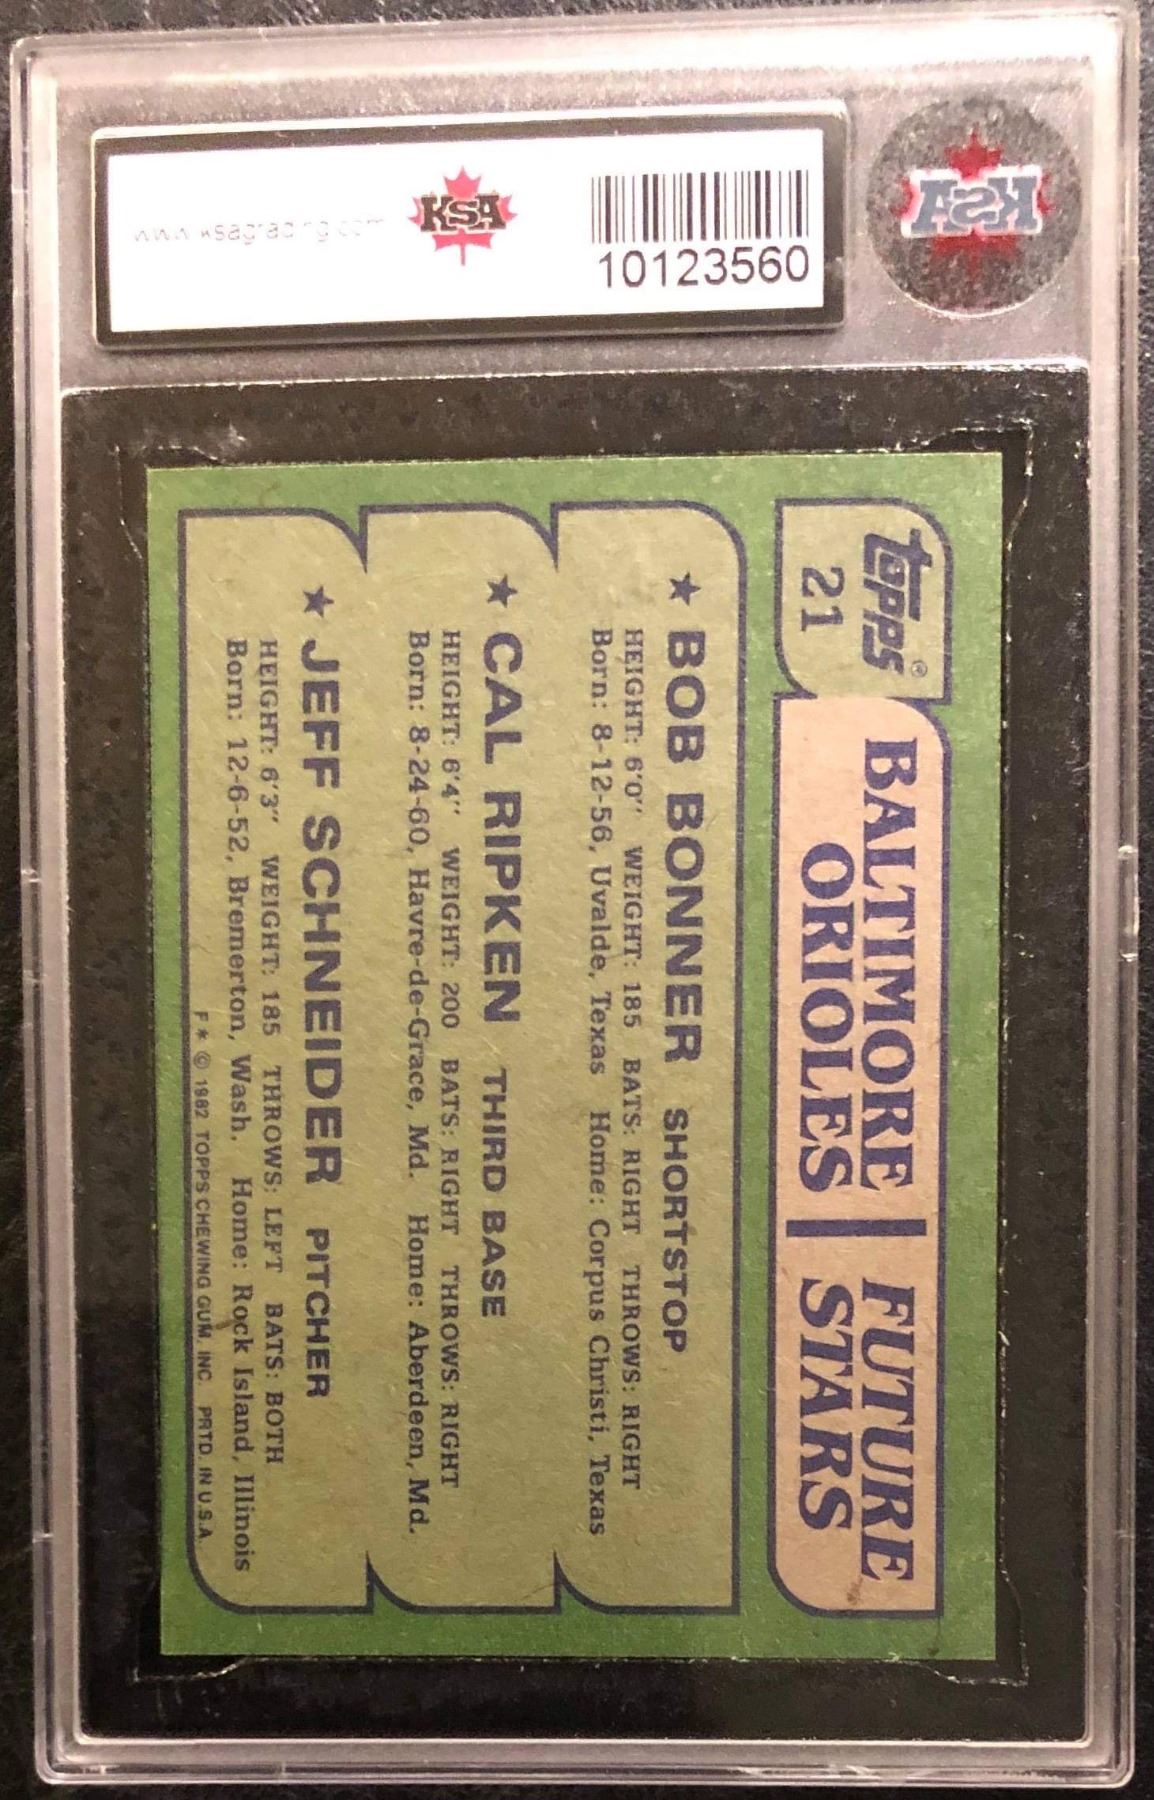 www.ksagrading.com
KSA
10123560
KSA
topps®
21
BALTIMORE
ORIOLES
FUTURE
STARS
★ BOB BONNER SHORTSTOP
HEIGHT: 6'0" WEIGHT: 185 BATS: RIGHT THROWS: RIGHT
Born: 8-12-56, Uvalde, Texas Home: Corpus Christi, Texas
★ CAL RIPKEN THIRD BASE
HEIGHT: 6'4" WEIGHT: 200 BATS: RIGHT THROWS: RIGHT
Born: 8-24-60, Havre-de-Grace, Md. Home: Aberdeen, Md.
★ JEFF SCHNEIDER PITCHER
HEIGHT: 6'3" WEIGHT: 185 THROWS: LEFT BATS: BOTH
Born: 12-6-52, Bremerton, Wash. Home: Rock Island, Illinois
F* © 1982 TOPPS CHEWING GUM, INC. PRTD. IN U.S.A.